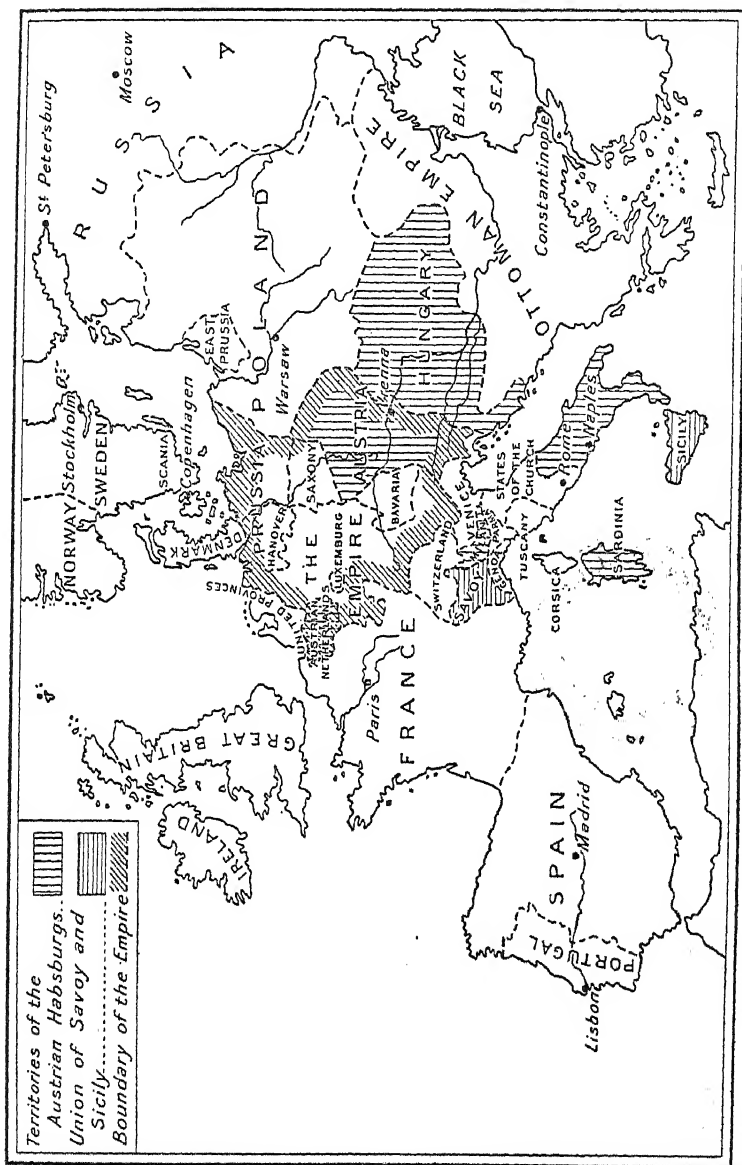 Territories of the
Austrian Habsburgs..
Union of Savoy and
Sicily
Boundary of the Empire
NORWAY
Stockholm
SWEDEN
St Petersburg
RUSSIA
Moscow
SCANIA
Copenhagen
DENMARK
EAST
PRUSSIA
POLAND
Warsaw
IRELAND
GREAT BRITAIN
UNITED PROVINCES
AUSTRIAN
NETHERLANDS
HANOVER
PRUSSIA
SAXONY
THE
EMPIRE
LUXEMBURG
BAVARIA
AUSTRIA
Vienna
HUNGARY
OTTOMAN EMPIRE
BLACK
SEA
Constantinople
Paris
FRANCE
SWITZERLAND
SAVOY
VENICE
TUSCANY
STATES
OF THE
CHURCH
Rome
Naples
CORSICA
SARDINIA
SICILY
SPAIN
Madrid
PORTUGAL
Lisbon